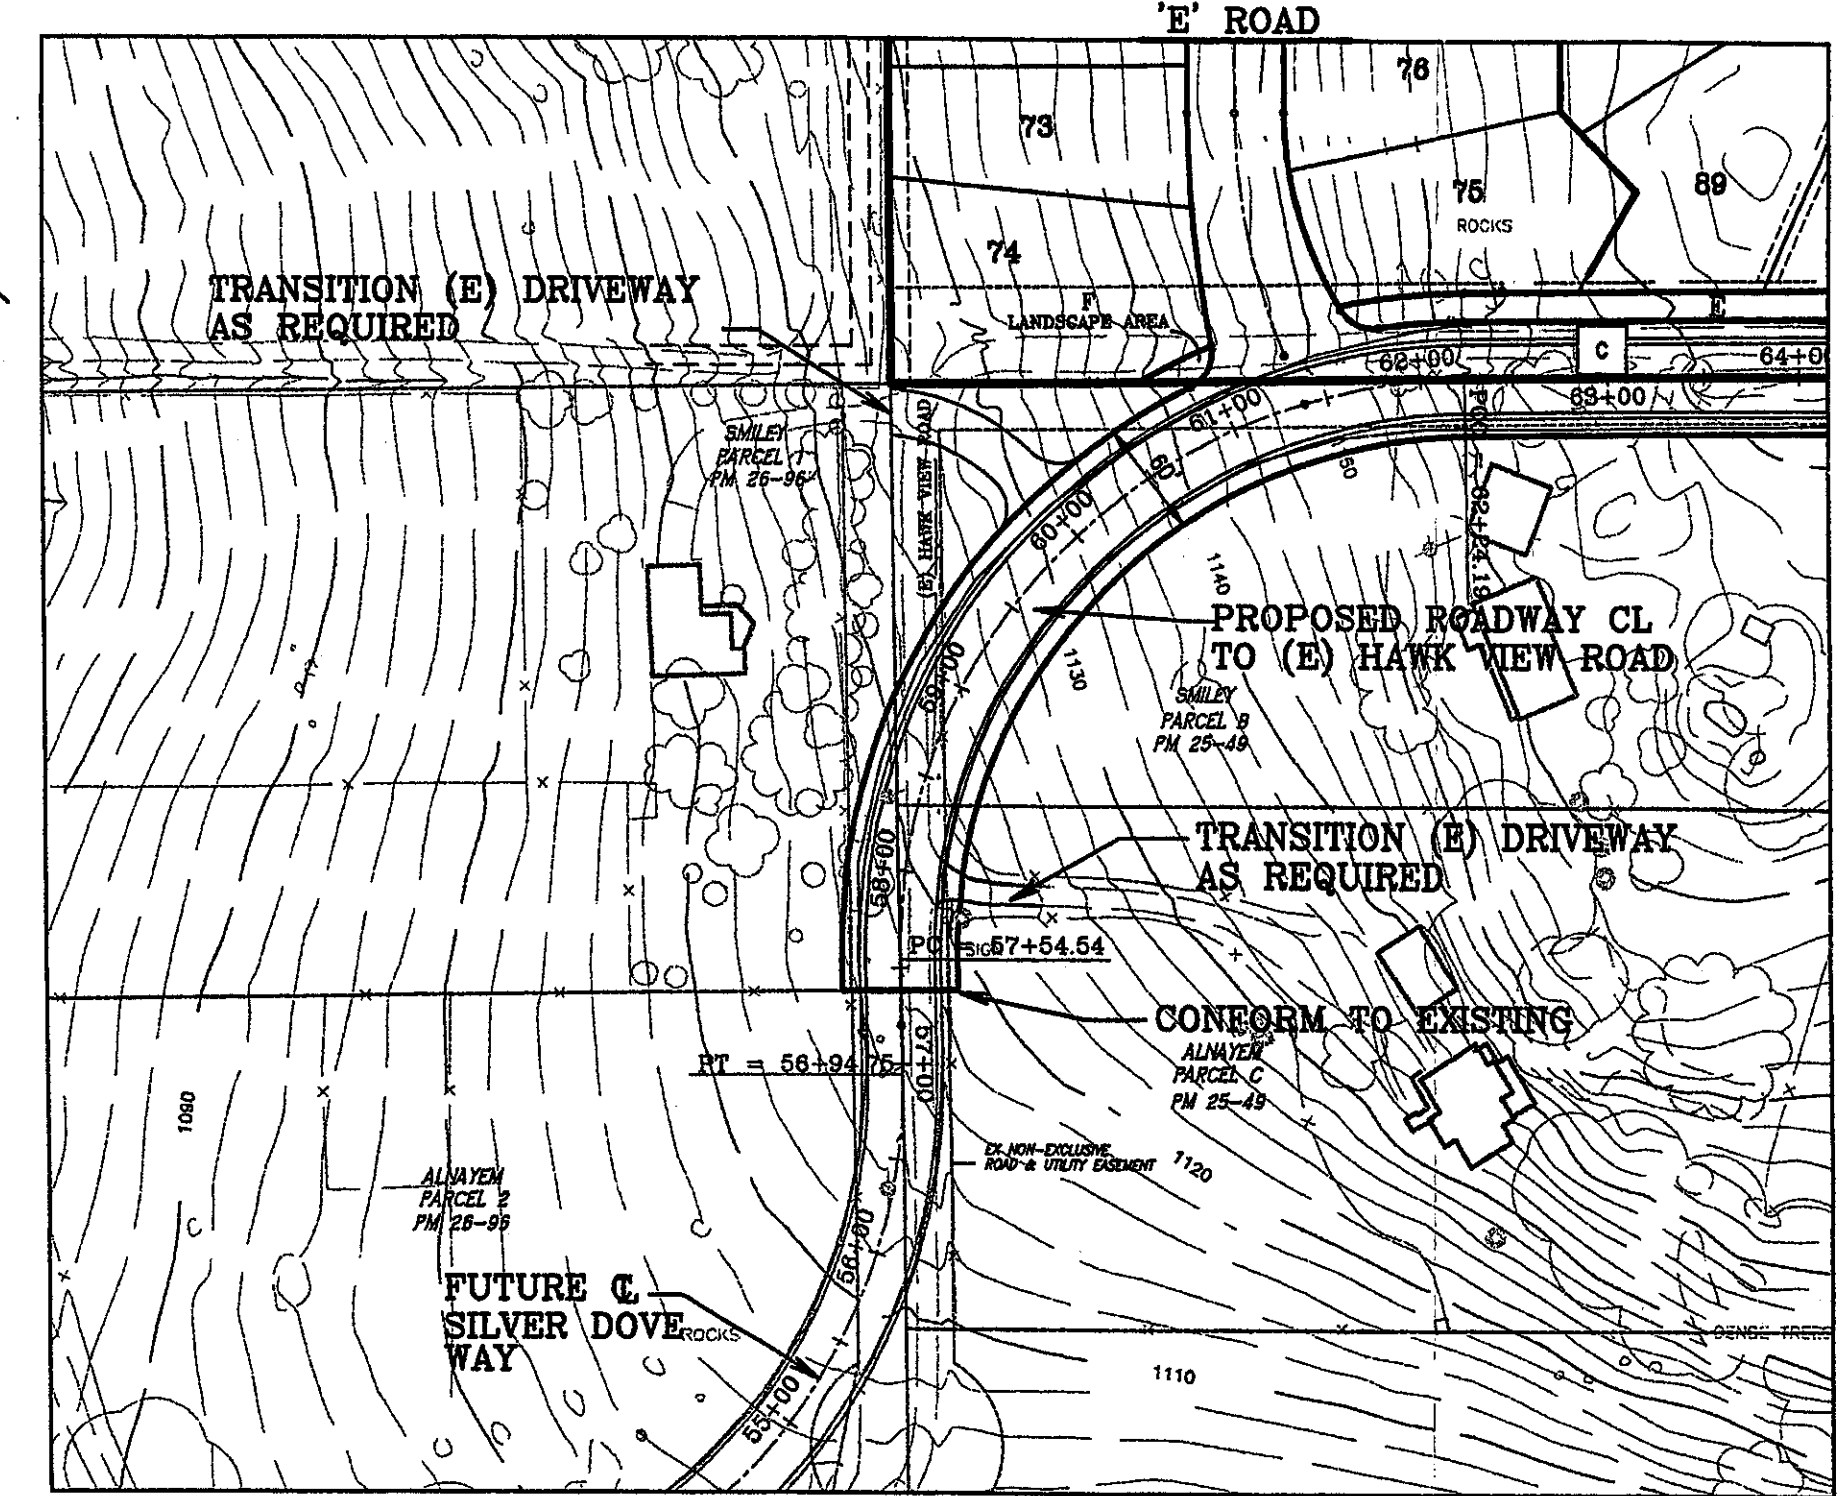 'E' ROAD
76
73
75
ROCKS
89
74
TRANSITION (E) DRIVEWAY
AS REQUIRED
F
LANDSCAPE AREA
E
C
62+00
64+0
63+00
61+00
(E) HAWK VIEW ROAD
SMILEY
PARCEL 1
PM 26-96
60'
60+00
1140
PROPOSED ROADWAY CL
TO (E) HAWK VIEW ROAD
59+00
1130
SMILEY
PARCEL B
PM 25-49
TRANSITION (E) DRIVEWAY
AS REQUIRED
58+00
PC = 57+54.54
SIGN
CONFORM TO EXISTING
ALNAYEM
PARCEL C
PM 25-49
PT = 56+94.75
57+00
1090
EX NON-EXCLUSIVE
ROAD & UTILITY EASEMENT
1120
ALNAYEM
PARCEL 2
PM 26-96
56+00
FUTURE ℄
SILVER DOVE
WAY
ROCKS
DENSE TREES
55+00
1110